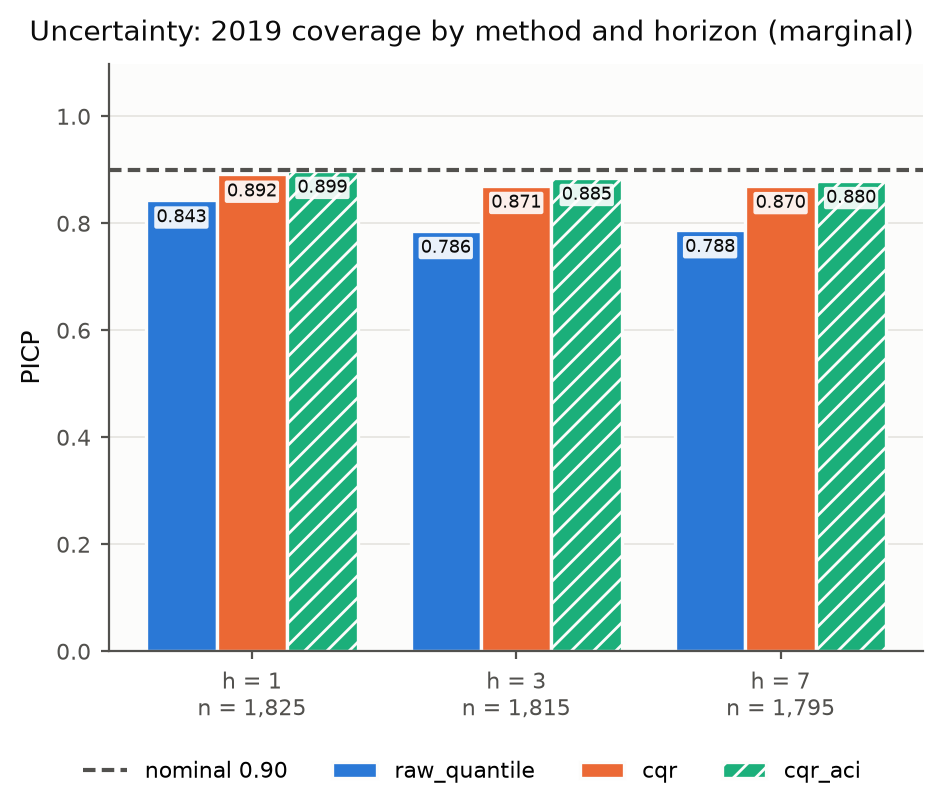 Uncertainty: 2019 coverage by method and horizon (marginal)
PICP
1.0
0.8
0.6
0.4
0.2
0.0
0.843
0.892
0.899
0.786
0.871
0.885
0.788
0.870
0.880
h = 1
n = 1,825
h = 3
n = 1,815
h = 7
n = 1,795
nominal 0.90
raw_quantile
cqr
cqr_aci